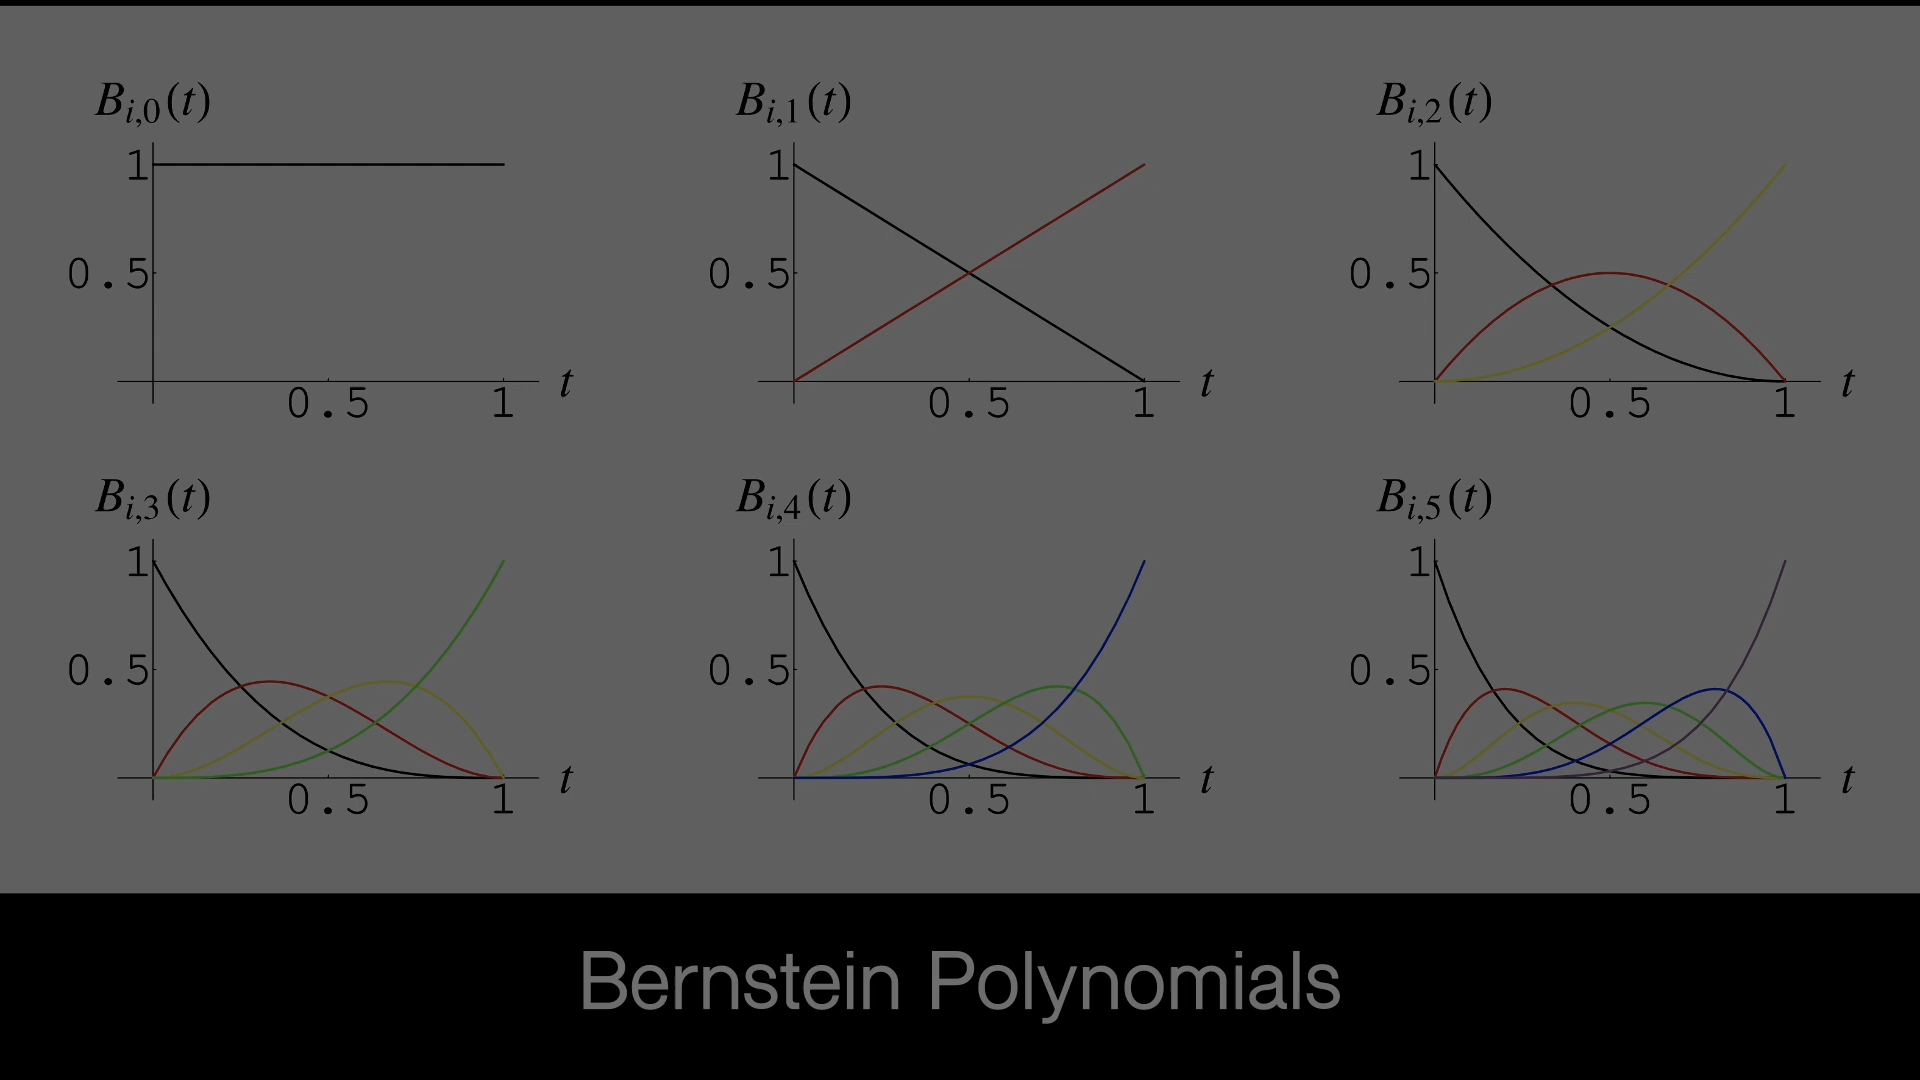 B_{i,0}(t) B_{i,1}(t) B_{i,2}(t)
1 1 1
0.5 0.5 0.5
t t t
0.5 1 0.5 1 0.5 1
B_{i,3}(t) B_{i,4}(t) B_{i,5}(t)
1 1 1
0.5 0.5 0.5
t t t
0.5 1 0.5 1 0.5 1
Bernstein Polynomials